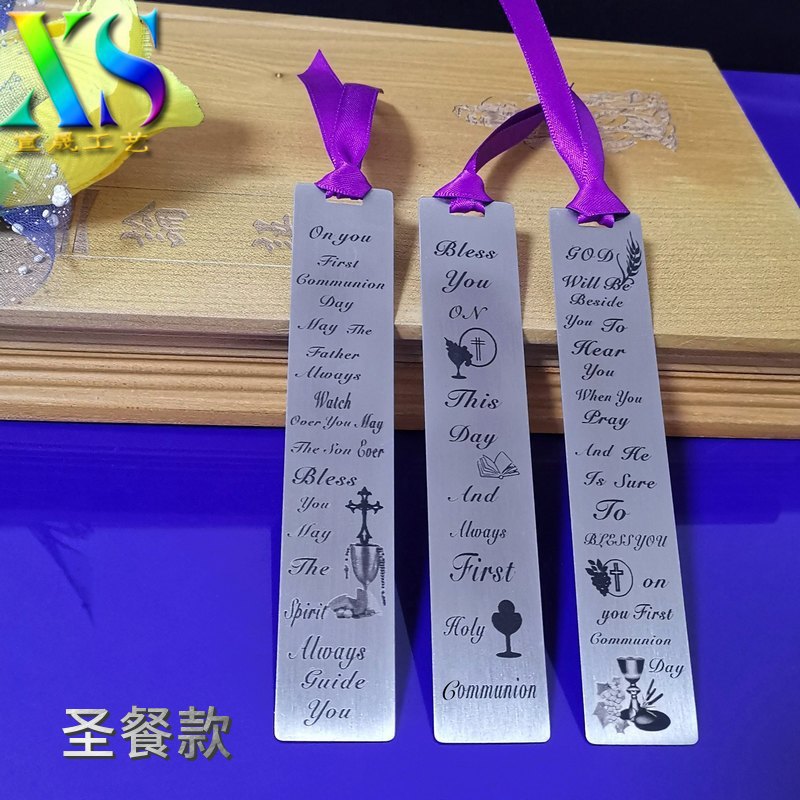 XS
宣晟工艺
On you
First
Communion
Day
May The
Father
Always
Watch
Over You May
The Son Ever
Bless
You
May
The
Spirit
Always
Guide
You
Bless
You
ON
This
Day
And
Always
First
Holy
Communion
GOD
Will Be
Beside
You To
Hear
You
When You
Pray
And He
Is Sure
To
BLESS YOU
on
you First
Communion
Day
圣餐款